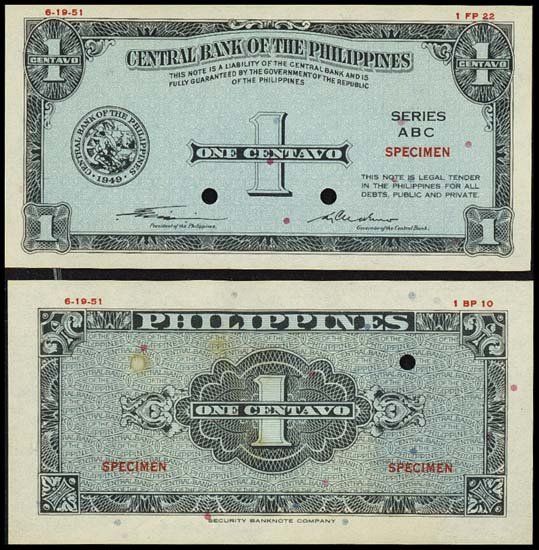 6-19-51
1 FP 22
1 CENTAVO
1 CENTAVO
CENTRAL BANK OF THE PHILIPPINES
THIS NOTE IS A LIABILITY OF THE CENTRAL BANK AND IS
FULLY GUARANTEED BY THE GOVERNMENT OF THE REPUBLIC
OF THE PHILIPPINES
CENTRAL BANK OF THE PHILIPPINES
1949
1
ONE CENTAVO
SERIES
ABC
SPECIMEN
THIS NOTE IS LEGAL TENDER
IN THE PHILIPPINES FOR ALL
DEBTS, PUBLIC AND PRIVATE.
President of the Philippines.
Governor of the Central Bank.
1
1
6-19-51
1 BP 10
PHILIPPINES
1
ONE CENTAVO
SPECIMEN
SPECIMEN
SECURITY BANKNOTE COMPANY